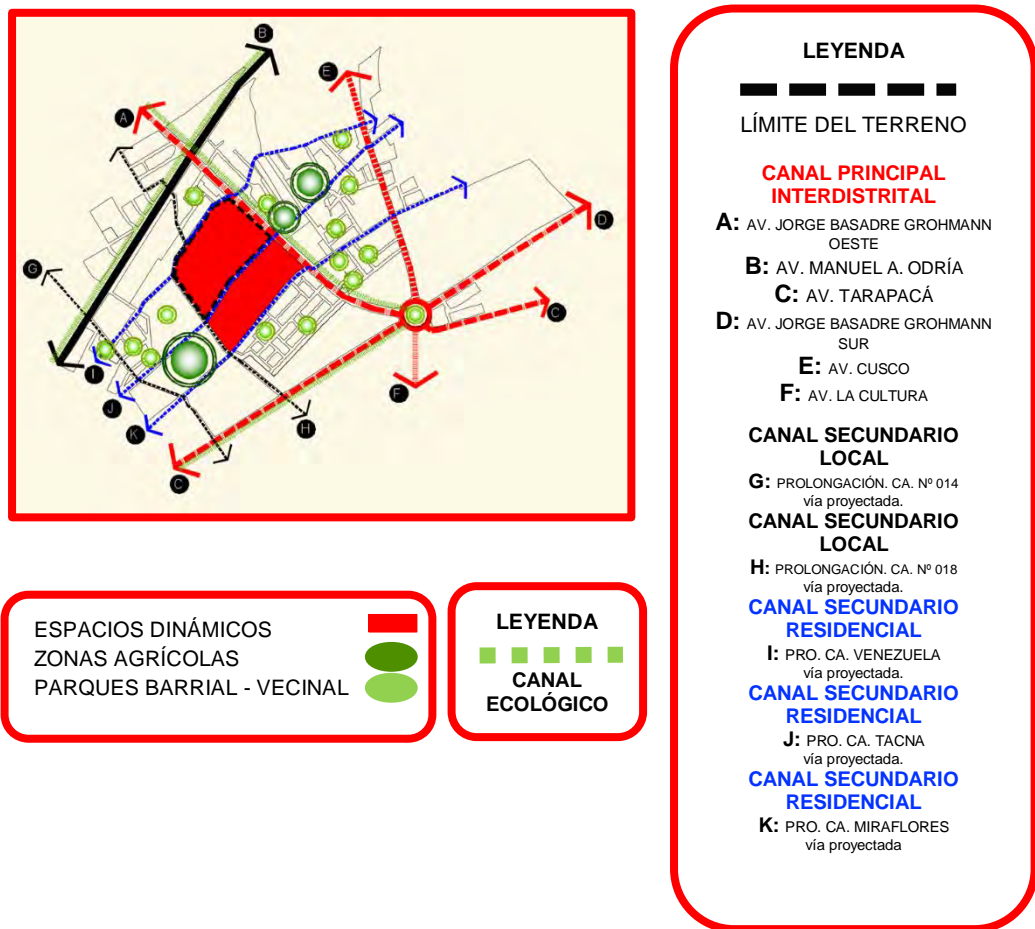 B
E
A
D
G
C
I
J
F
K
H
C
LEYENDA
LÍMITE DEL TERRENO
CANAL PRINCIPAL
INTERDISTRITAL
A: AV. JORGE BASADRE GROHMANN
OESTE
B: AV. MANUEL A. ODRÍA
C: AV. TARAPACÁ
D: AV. JORGE BASADRE GROHMANN
SUR
E: AV. CUSCO
F: AV. LA CULTURA
CANAL SECUNDARIO
LOCAL
G: PROLONGACIÓN. CA. Nº 014
vía proyectada.
CANAL SECUNDARIO
LOCAL
H: PROLONGACIÓN. CA. Nº 018
vía proyectada.
CANAL SECUNDARIO
RESIDENCIAL
I: PRO. CA. VENEZUELA
vía proyectada.
CANAL SECUNDARIO
RESIDENCIAL
J: PRO. CA. TACNA
vía proyectada.
CANAL SECUNDARIO
RESIDENCIAL
K: PRO. CA. MIRAFLORES
vía proyectada
ESPACIOS DINÁMICOS
ZONAS AGRÍCOLAS
PARQUES BARRIAL - VECINAL
LEYENDA
CANAL
ECOLÓGICO